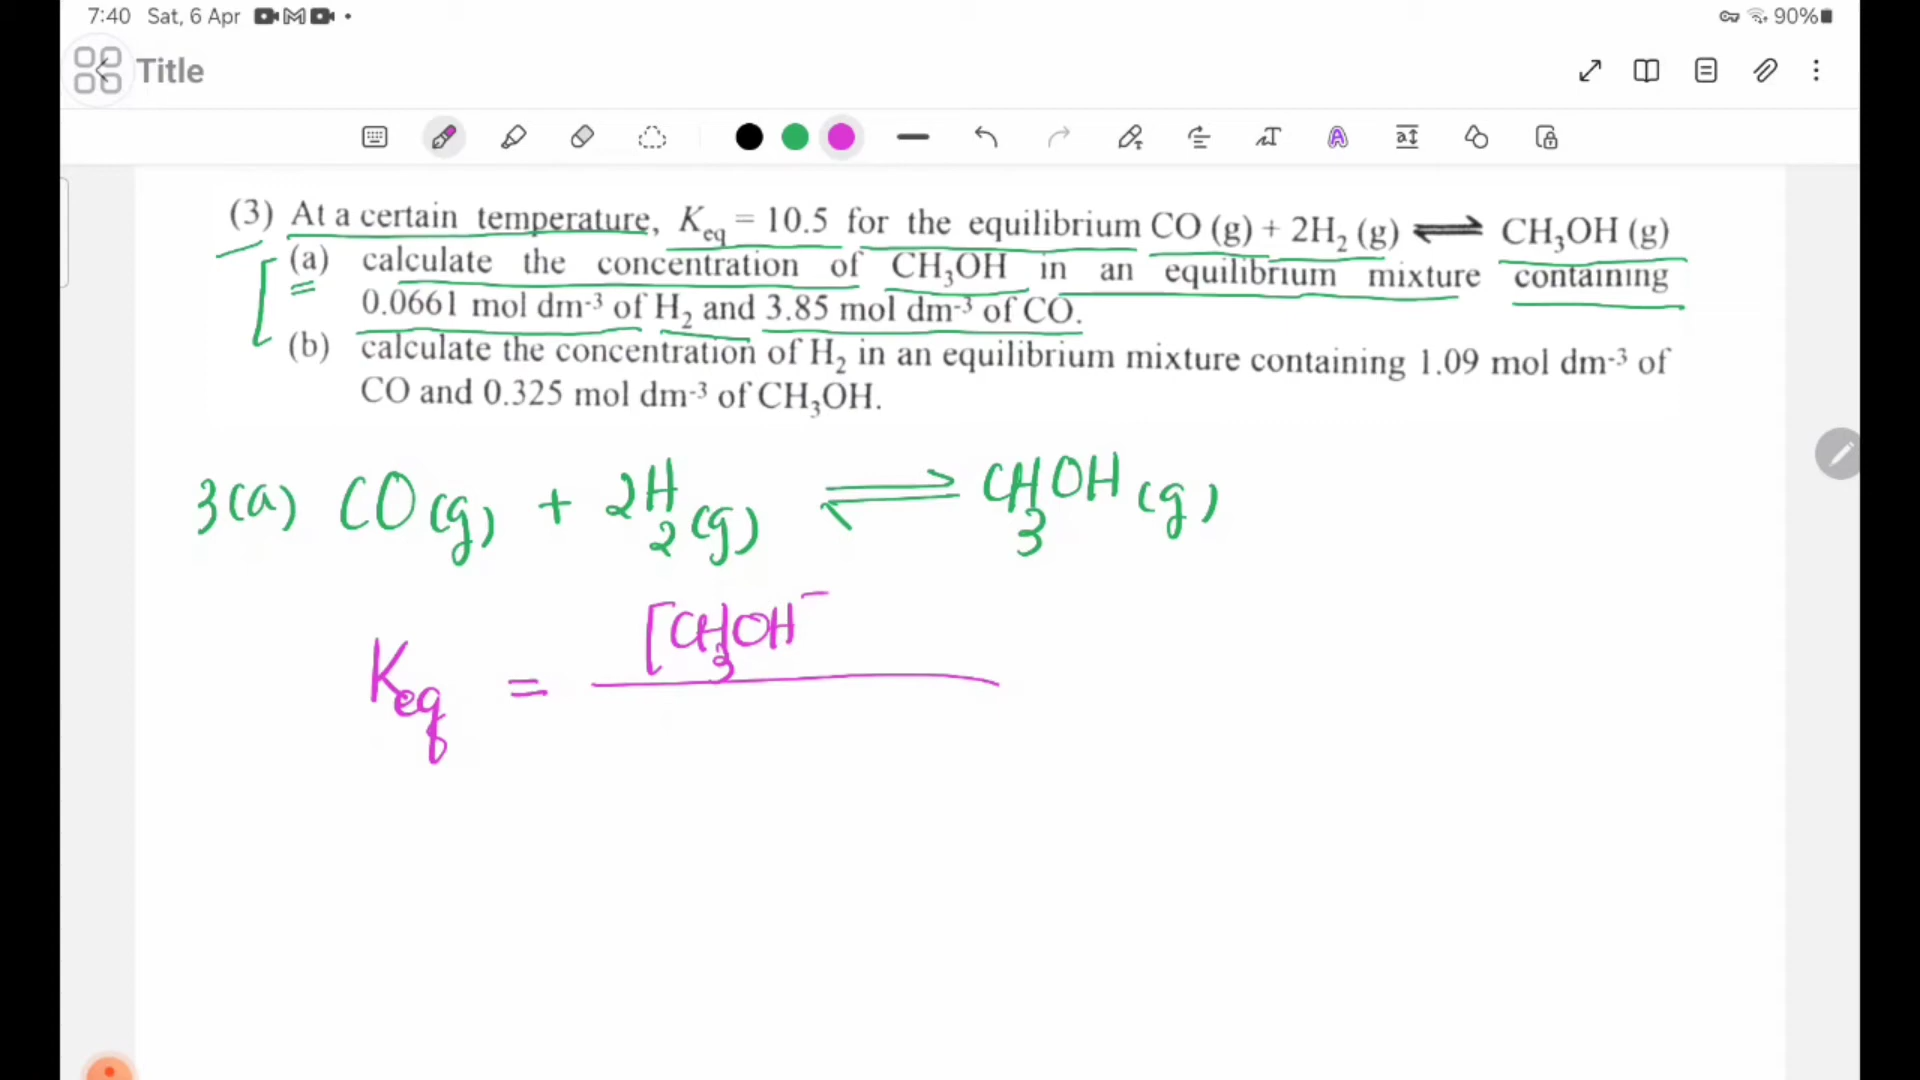 7:40 Sat, 6 Apr 90%
Title
(3) At a certain temperature, Keq = 10.5 for the equilibrium CO (g) + 2H₂ (g) ⇌ CH₃OH (g)
(a) calculate the concentration of CH₃OH in an equilibrium mixture containing
0.0661 mol dm⁻³ of H₂ and 3.85 mol dm⁻³ of CO.
(b) calculate the concentration of H₂ in an equilibrium mixture containing 1.09 mol dm⁻³ of
CO and 0.325 mol dm⁻³ of CH₃OH.
3(a) CO(g) + 2H₂(g) ⇌ CH₃OH(g)
[CH₃OH
Keq =